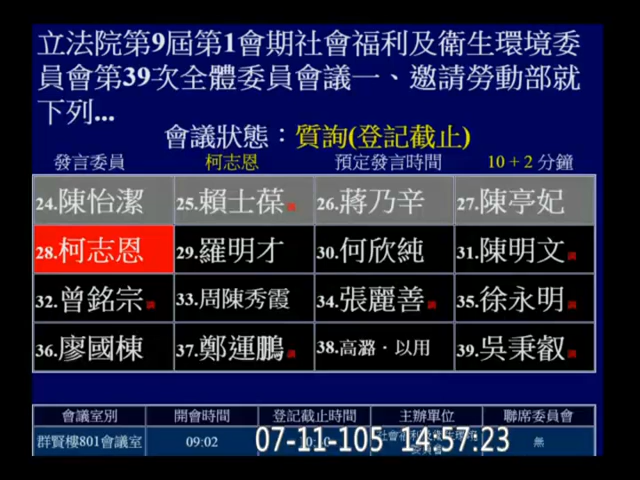 立法院第9屆第1會期社會福利及衛生環境委
員會第39次全體委員會議一、邀請勞動部就
下列...
會議狀態：質詢(登記截止)
發言委員 柯志恩 預定發言時間 10 + 2 分鐘
24.陳怡潔 25.賴士葆 26.蔣乃辛 27.陳亭妃
28.柯志恩 29.羅明才 30.何欣純 31.陳明文
32.曾銘宗 33.周陳秀霞 34.張麗善 35.徐永明
36.廖國棟 37.鄭運鵬 38.高潞．以用 39.吳秉叡
會議室別 開會時間 登記截止時間 主辦單位 聯席委員會
群賢樓801會議室 09:02 無
07-11-105 14:57:23